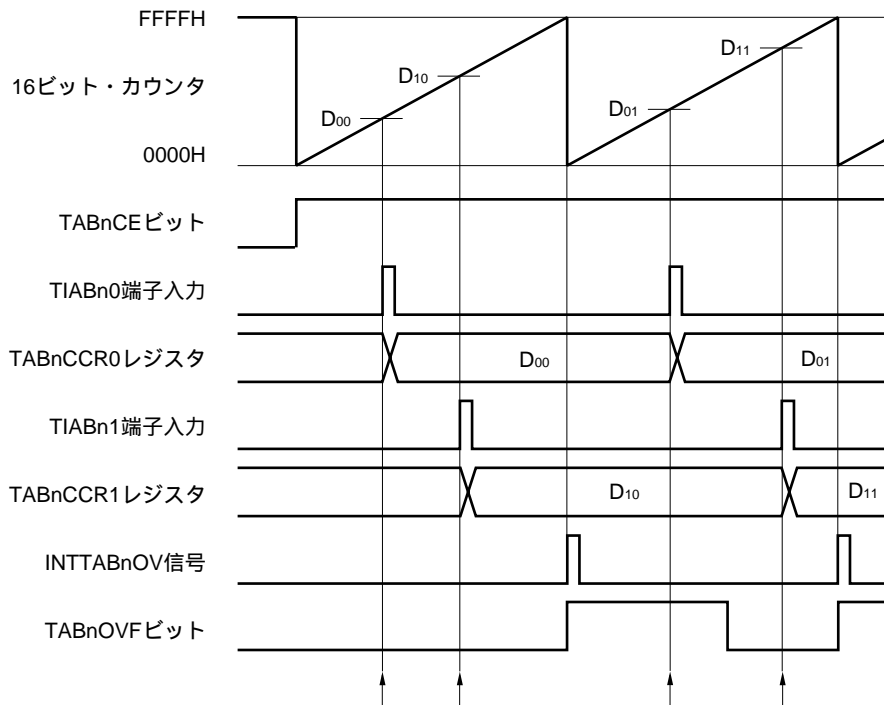 FFFFH
D11
D10
16ビット・カウンタ
D01
D00
0000H
TABnCEビット
TIABn0端子入力
TABnCCR0レジスタ
D00
D01
TIABn1端子入力
TABnCCR1レジスタ
D10
D11
INTTABnOV信号
TABnOVFビット